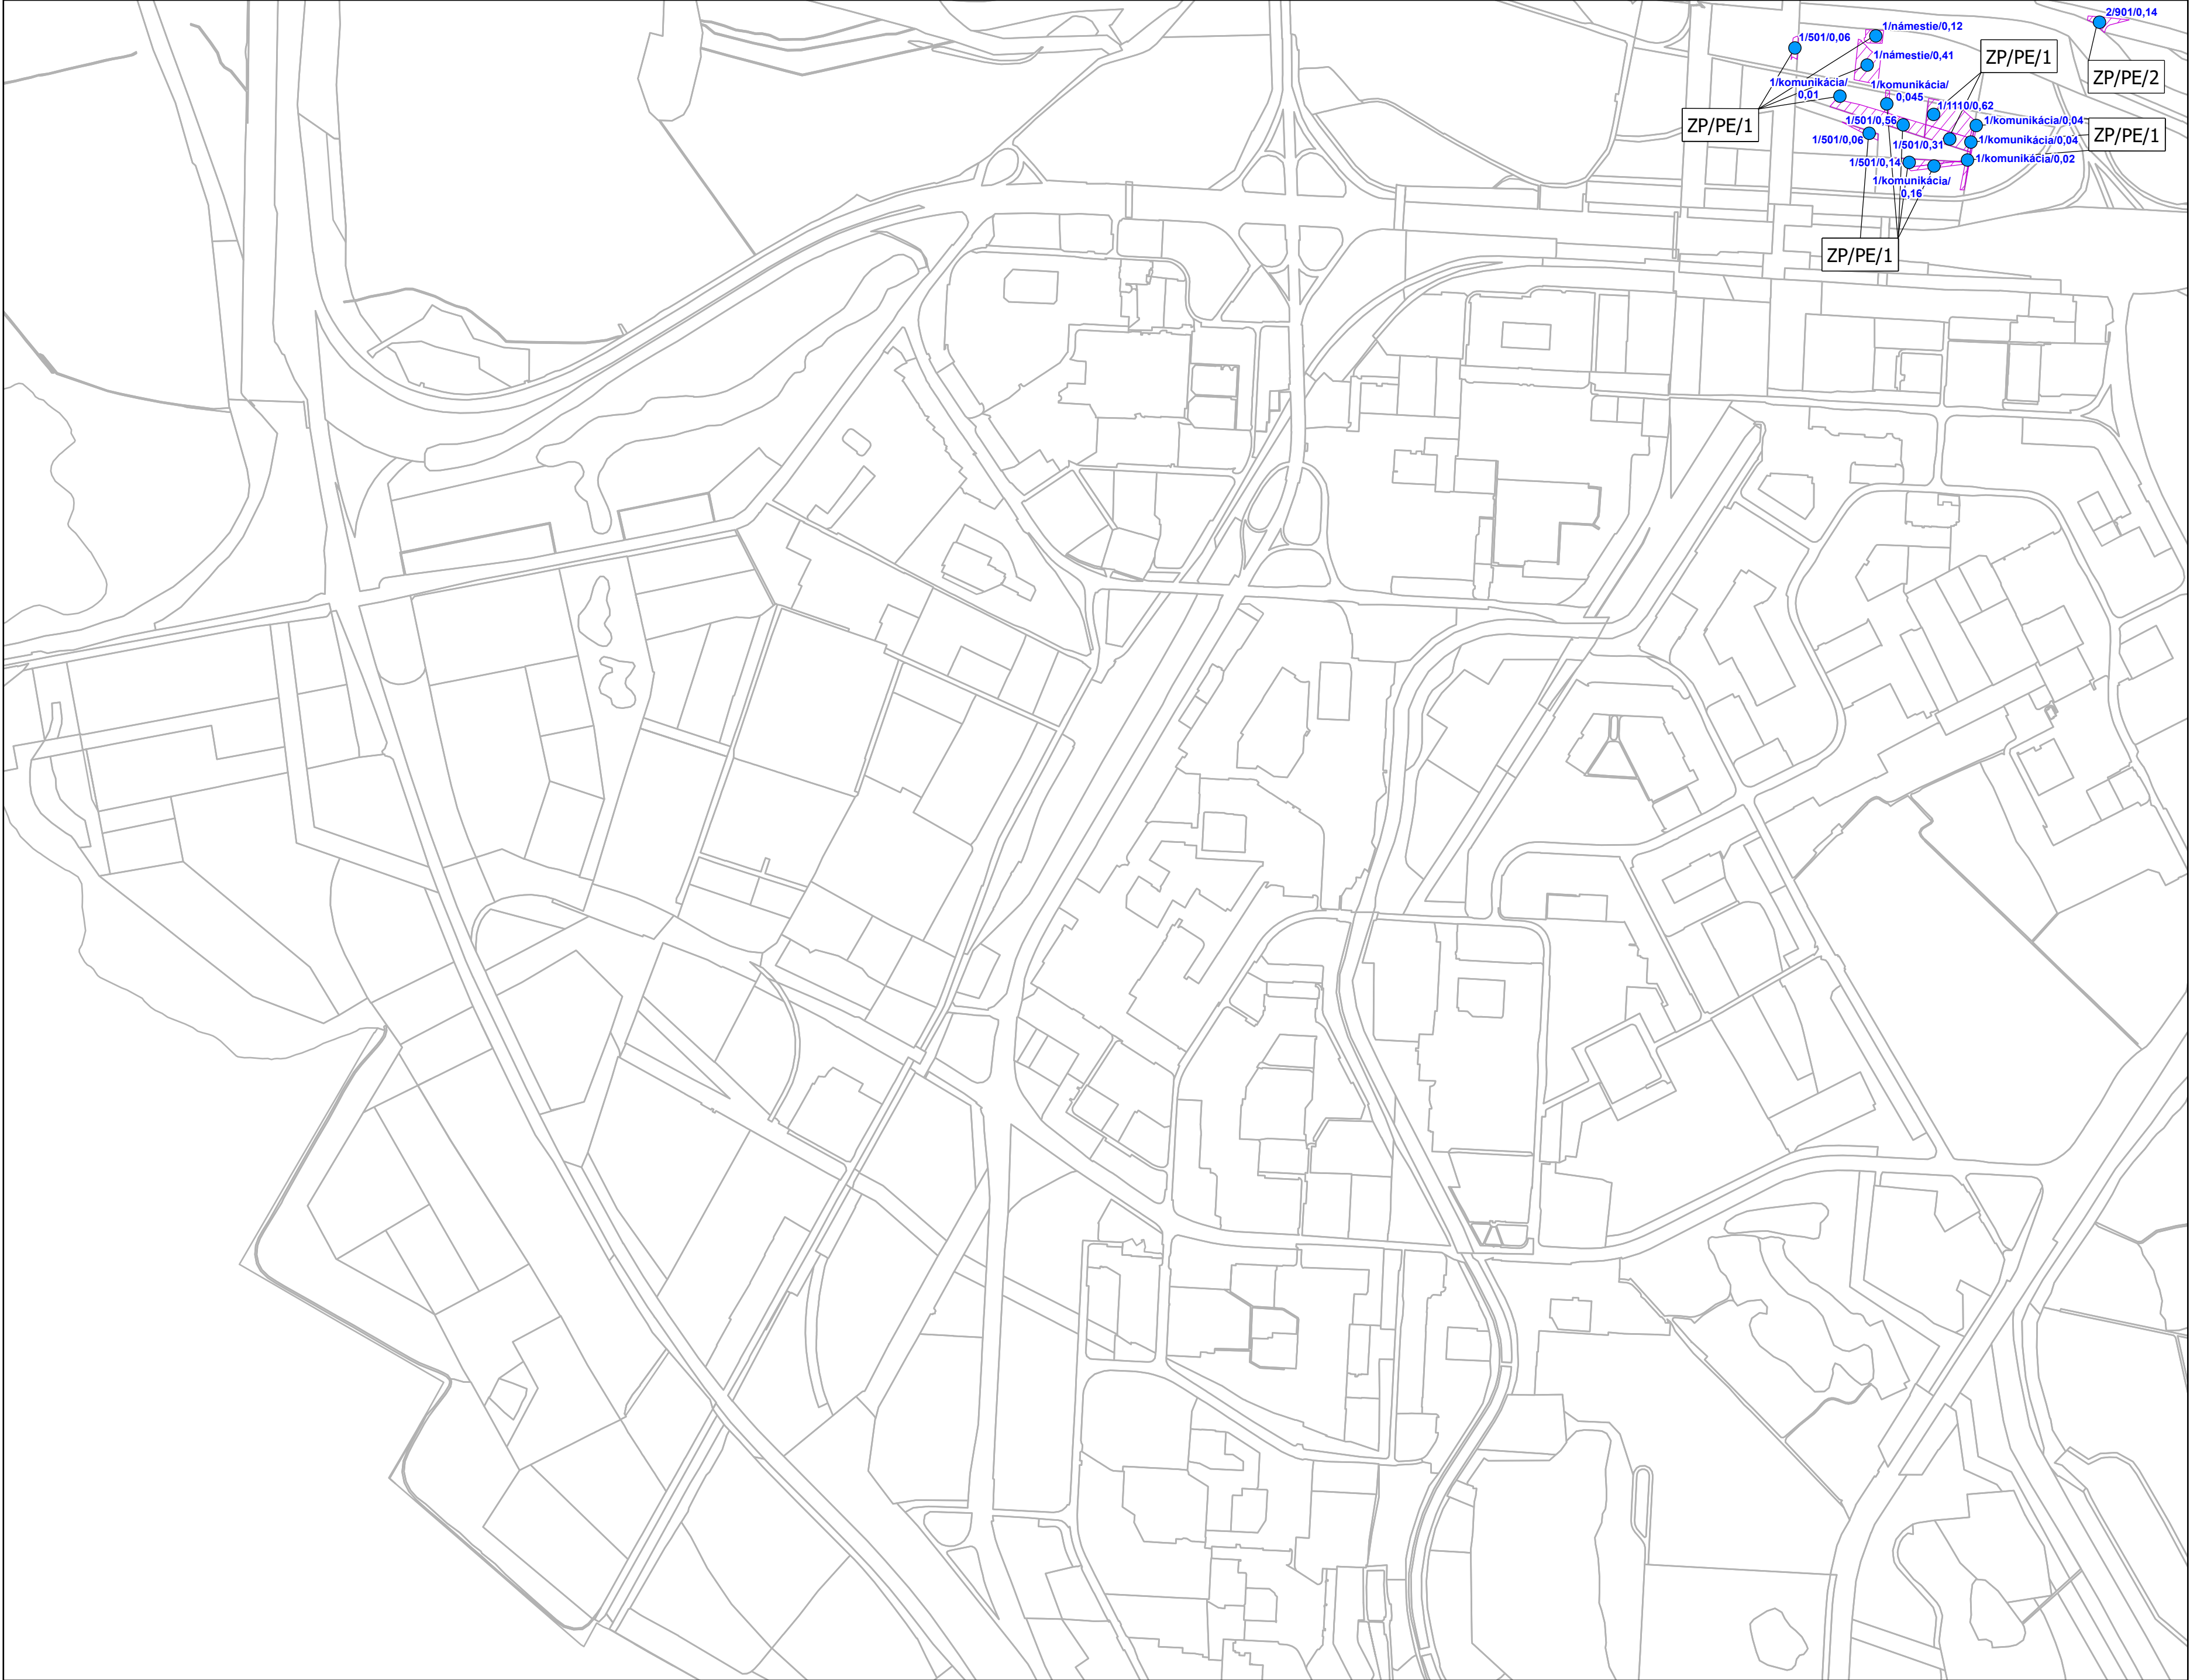 2/901/0,14
1/námestie/0,12
1/501/0,06
1/námestie/0,41
ZP/PE/1
ZP/PE/2
1/komunikácia/
0,01
1/komunikácia/
0,045
1/1110/0,62
ZP/PE/1
1/501/0,56
1/komunikácia/0,04
ZP/PE/1
1/501/0,06
1/501/0,31
1/komunikácia/0,04
1/501/0,14
1/komunikácia/0,02
1/komunikácia/
0,16
ZP/PE/1